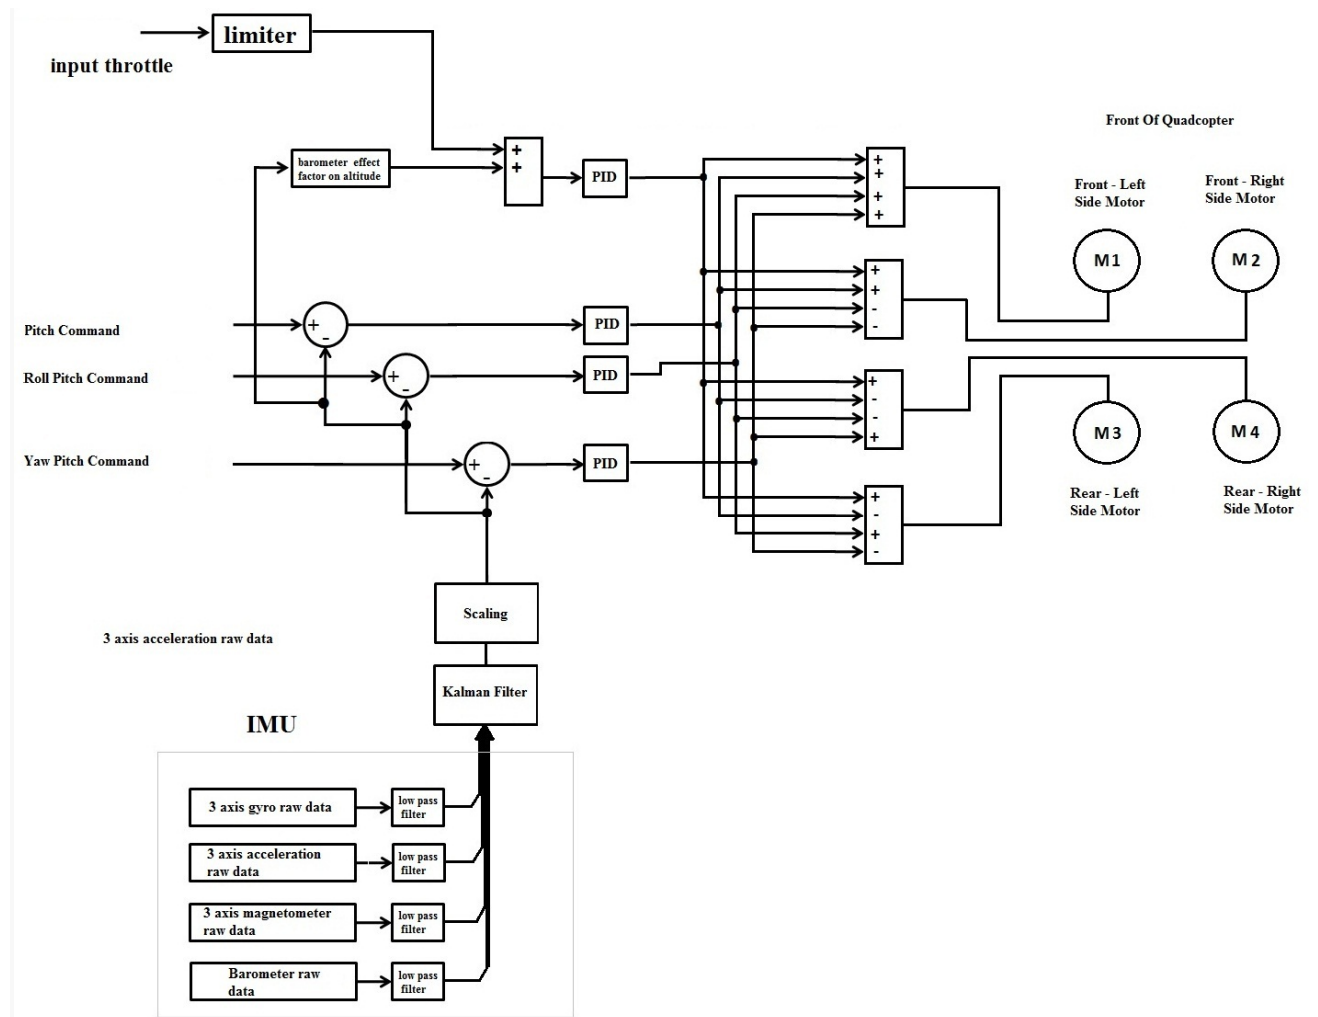 limiter
input throttle
Front Of Quadcopter
barometer effect
factor on altitude
+
+
PID
+
+
+
+
Front - Left
Side Motor
Front - Right
Side Motor
M1
M2
+
+
-
-
Pitch Command
+
-
PID
Roll Pitch Command
+
-
PID
+
-
-
+
M3
M4
Yaw Pitch Command
+
-
PID
Rear - Left
Side Motor
Rear - Right
Side Motor
+
-
+
-
Scaling
3 axis acceleration raw data
Kalman Filter
IMU
3 axis gyro raw data
low pass
filter
3 axis acceleration
raw data
low pass
filter
3 axis magnetometer
raw data
low pass
filter
Barometer raw
data
low pass
filter